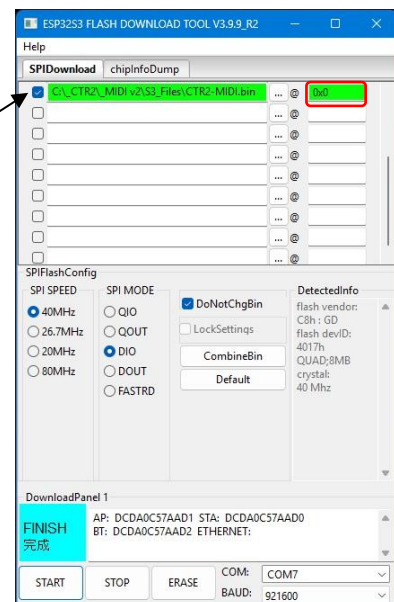 ESP32S3 FLASH DOWNLOAD TOOL V3.9.9_R2
Help
SPIDownload chipInfoDump
C:\_CTR2\_MIDI v2\S3_Files\CTR2-MIDI.bin ... @ 0x0
... @
... @
... @
... @
... @
... @
... @
... @
SPIFlashConfig
SPI SPEED SPI MODE DetectedInfo
40MHz QIO DoNotChgBin flash vendor:
C8h : GD
26.7MHz QOUT LockSettings flash devID:
4017h
20MHz DIO CombineBin QUAD;8MB
80MHz DOUT Default crystal:
40 Mhz
FASTRD
DownloadPanel 1
FINISH
完成
AP: DCDA0C57AAD1 STA: DCDA0C57AAD0
BT: DCDA0C57AAD2 ETHERNET:
START STOP ERASE COM: COM7
BAUD: 921600